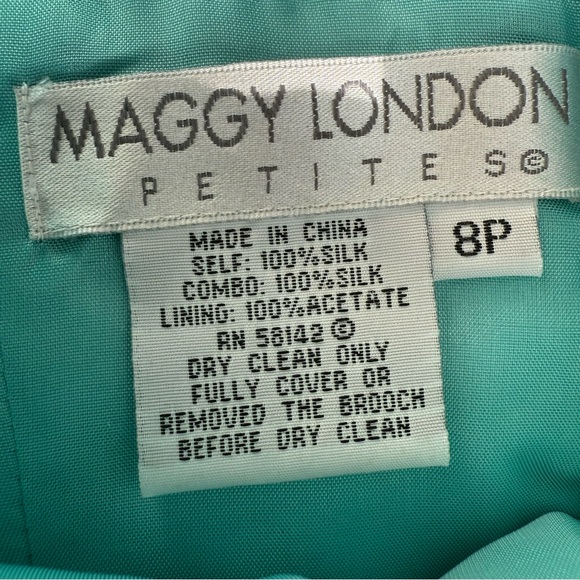 MAGGY LONDON
PETITES ©
8P
MADE IN CHINA
SELF: 100%SILK
COMBO: 100%SILK
LINING: 100%ACETATE
RN 58142 ©
DRY CLEAN ONLY
FULLY COVER OR
REMOVED THE BROOCH
BEFORE DRY CLEAN